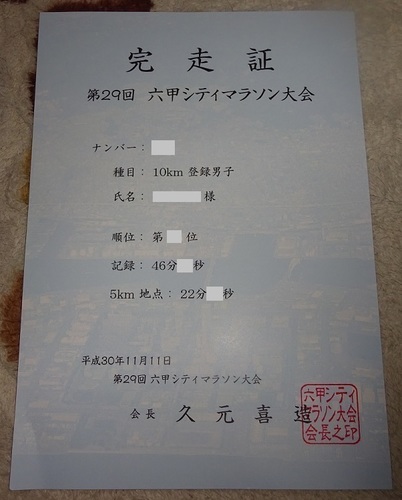 完走証
第29回 六甲シティマラソン大会
ナンバー：
種目： 10km 登録男子
氏名： 様
順位： 第 位
記録： 46分 秒
5km 地点： 22分 秒
平成30年11月11日
第29回 六甲シティマラソン大会
会長 久元喜造
六甲シティ
マラソン大会
会長之印